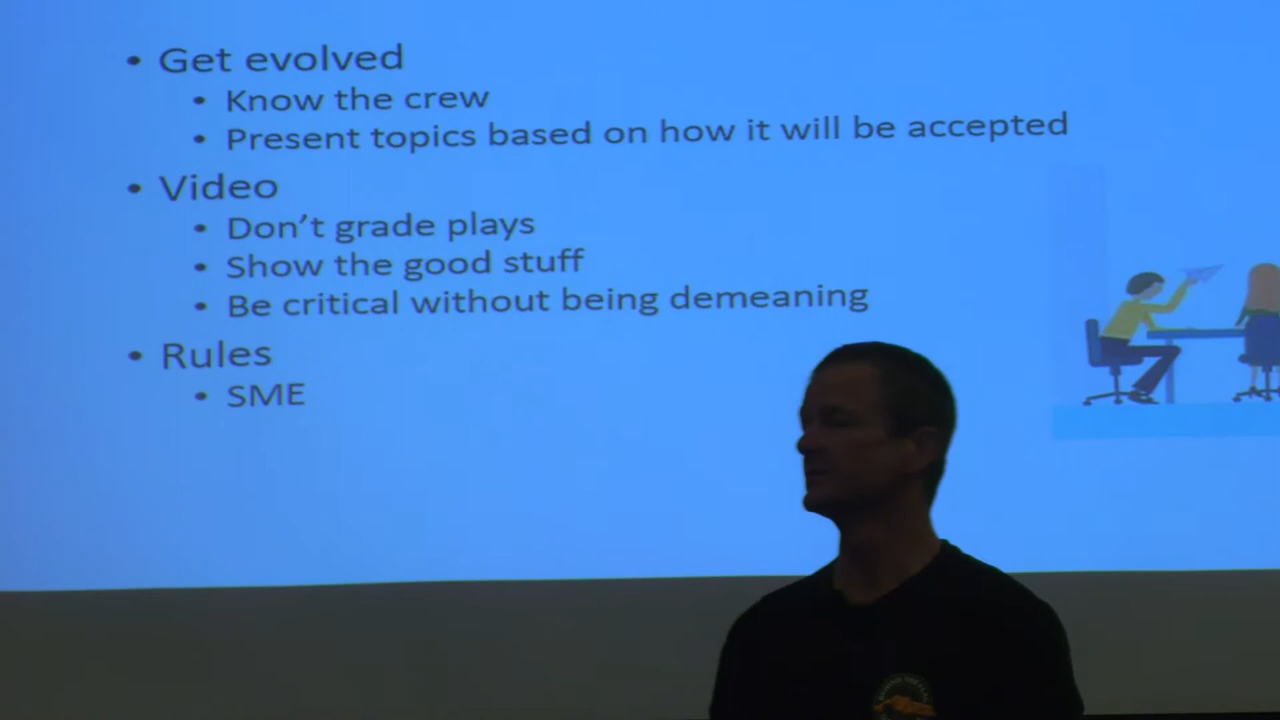 • Get evolved
• Know the crew
• Present topics based on how it will be accepted
• Video
• Don't grade plays
• Show the good stuff
• Be critical without being demeaning
• Rules
• SME